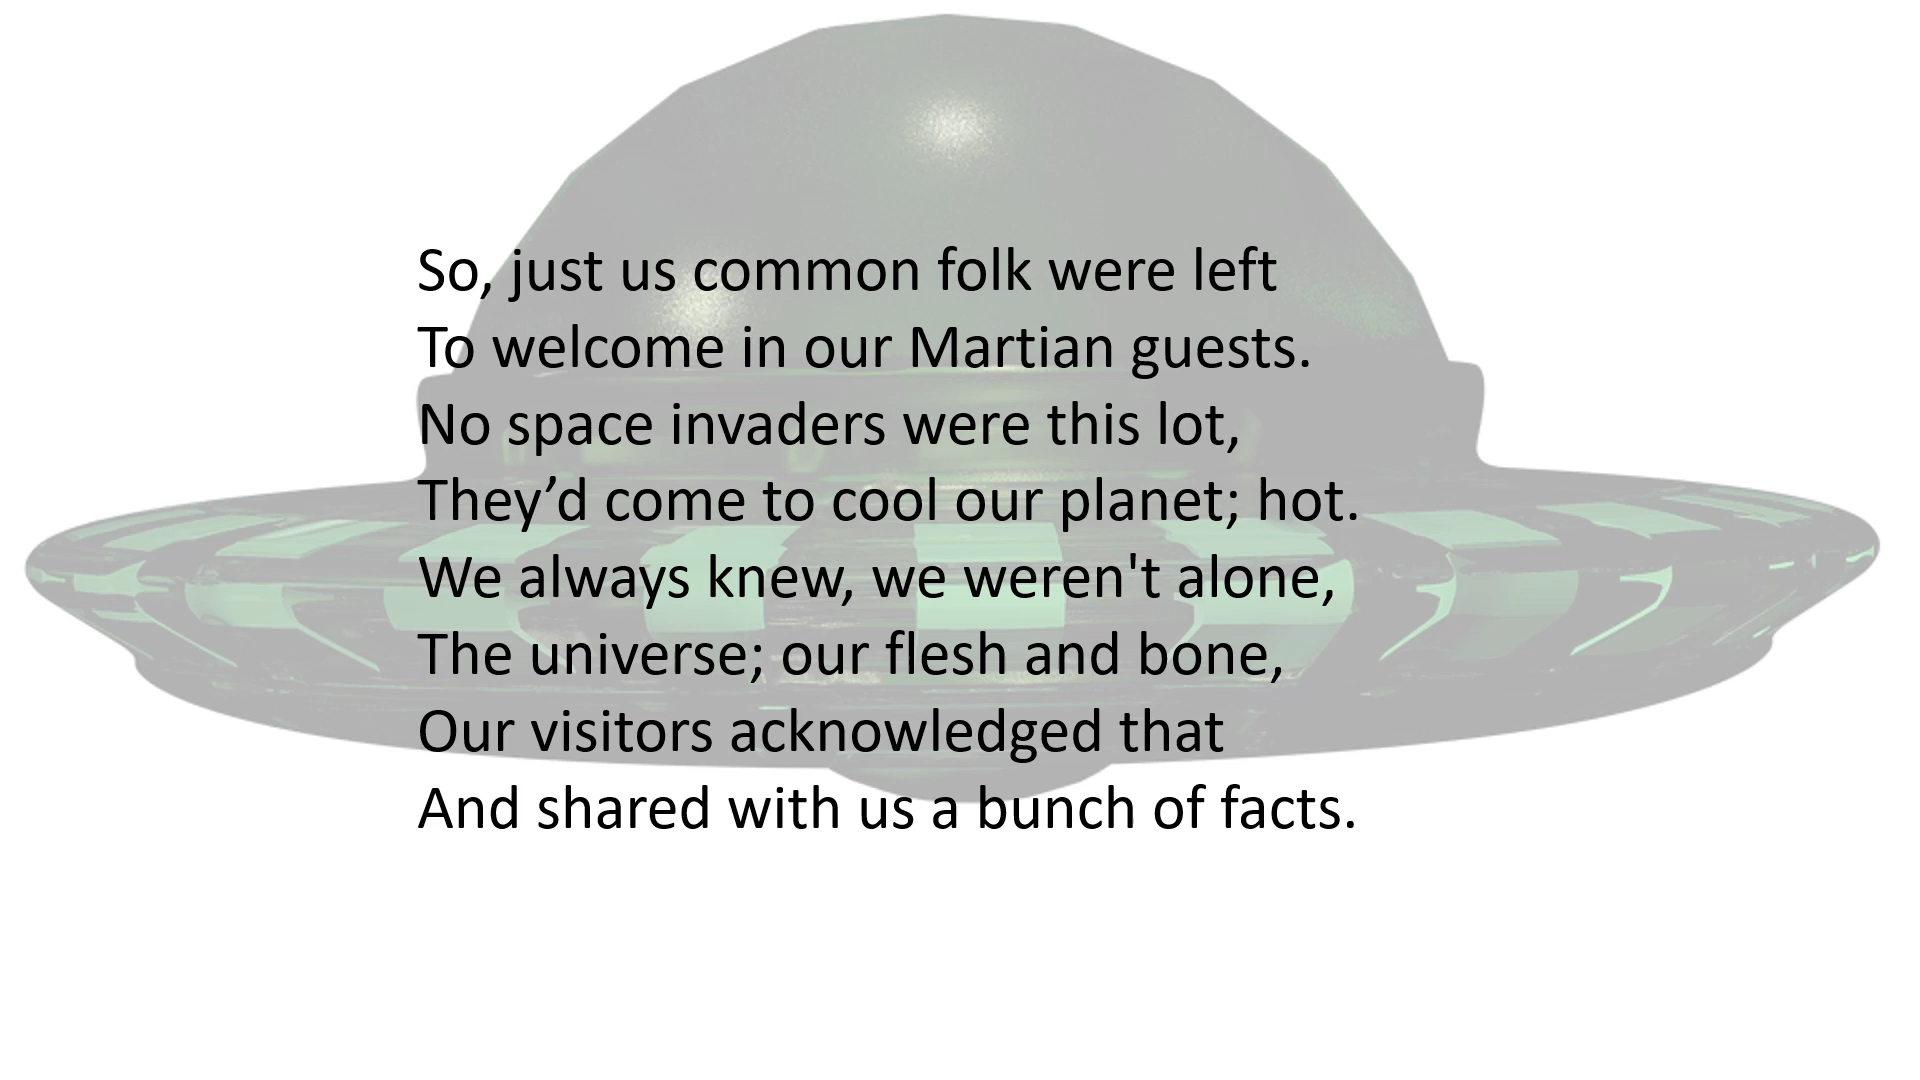 So, just us common folk were left
To welcome in our Martian guests.
No space invaders were this lot,
They’d come to cool our planet; hot.
We always knew, we weren't alone,
The universe; our flesh and bone,
Our visitors acknowledged that
And shared with us a bunch of facts.